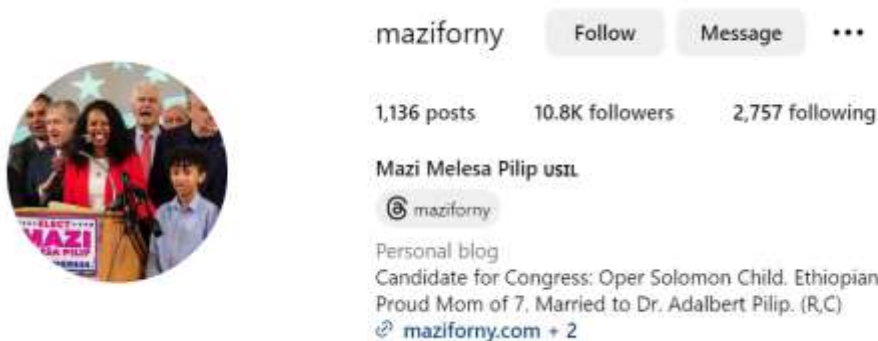 maziforny Follow Message
1,136 posts 10.8K followers 2,757 following
Mazi Melesa Pilip USIL
maziforny
Personal blog
Candidate for Congress: Oper Solomon Child. Ethiopian
Proud Mom of 7. Married to Dr. Adalbert Pilip. (R,C)
maziforny.com + 2
ELECT
MAZI
PILIP